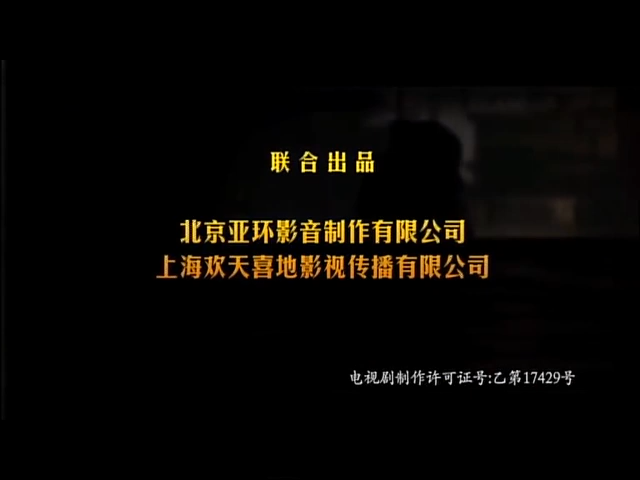 联合出品
北京亚环影音制作有限公司
上海欢天喜地影视传播有限公司
电视剧制作许可证号:乙第17429号